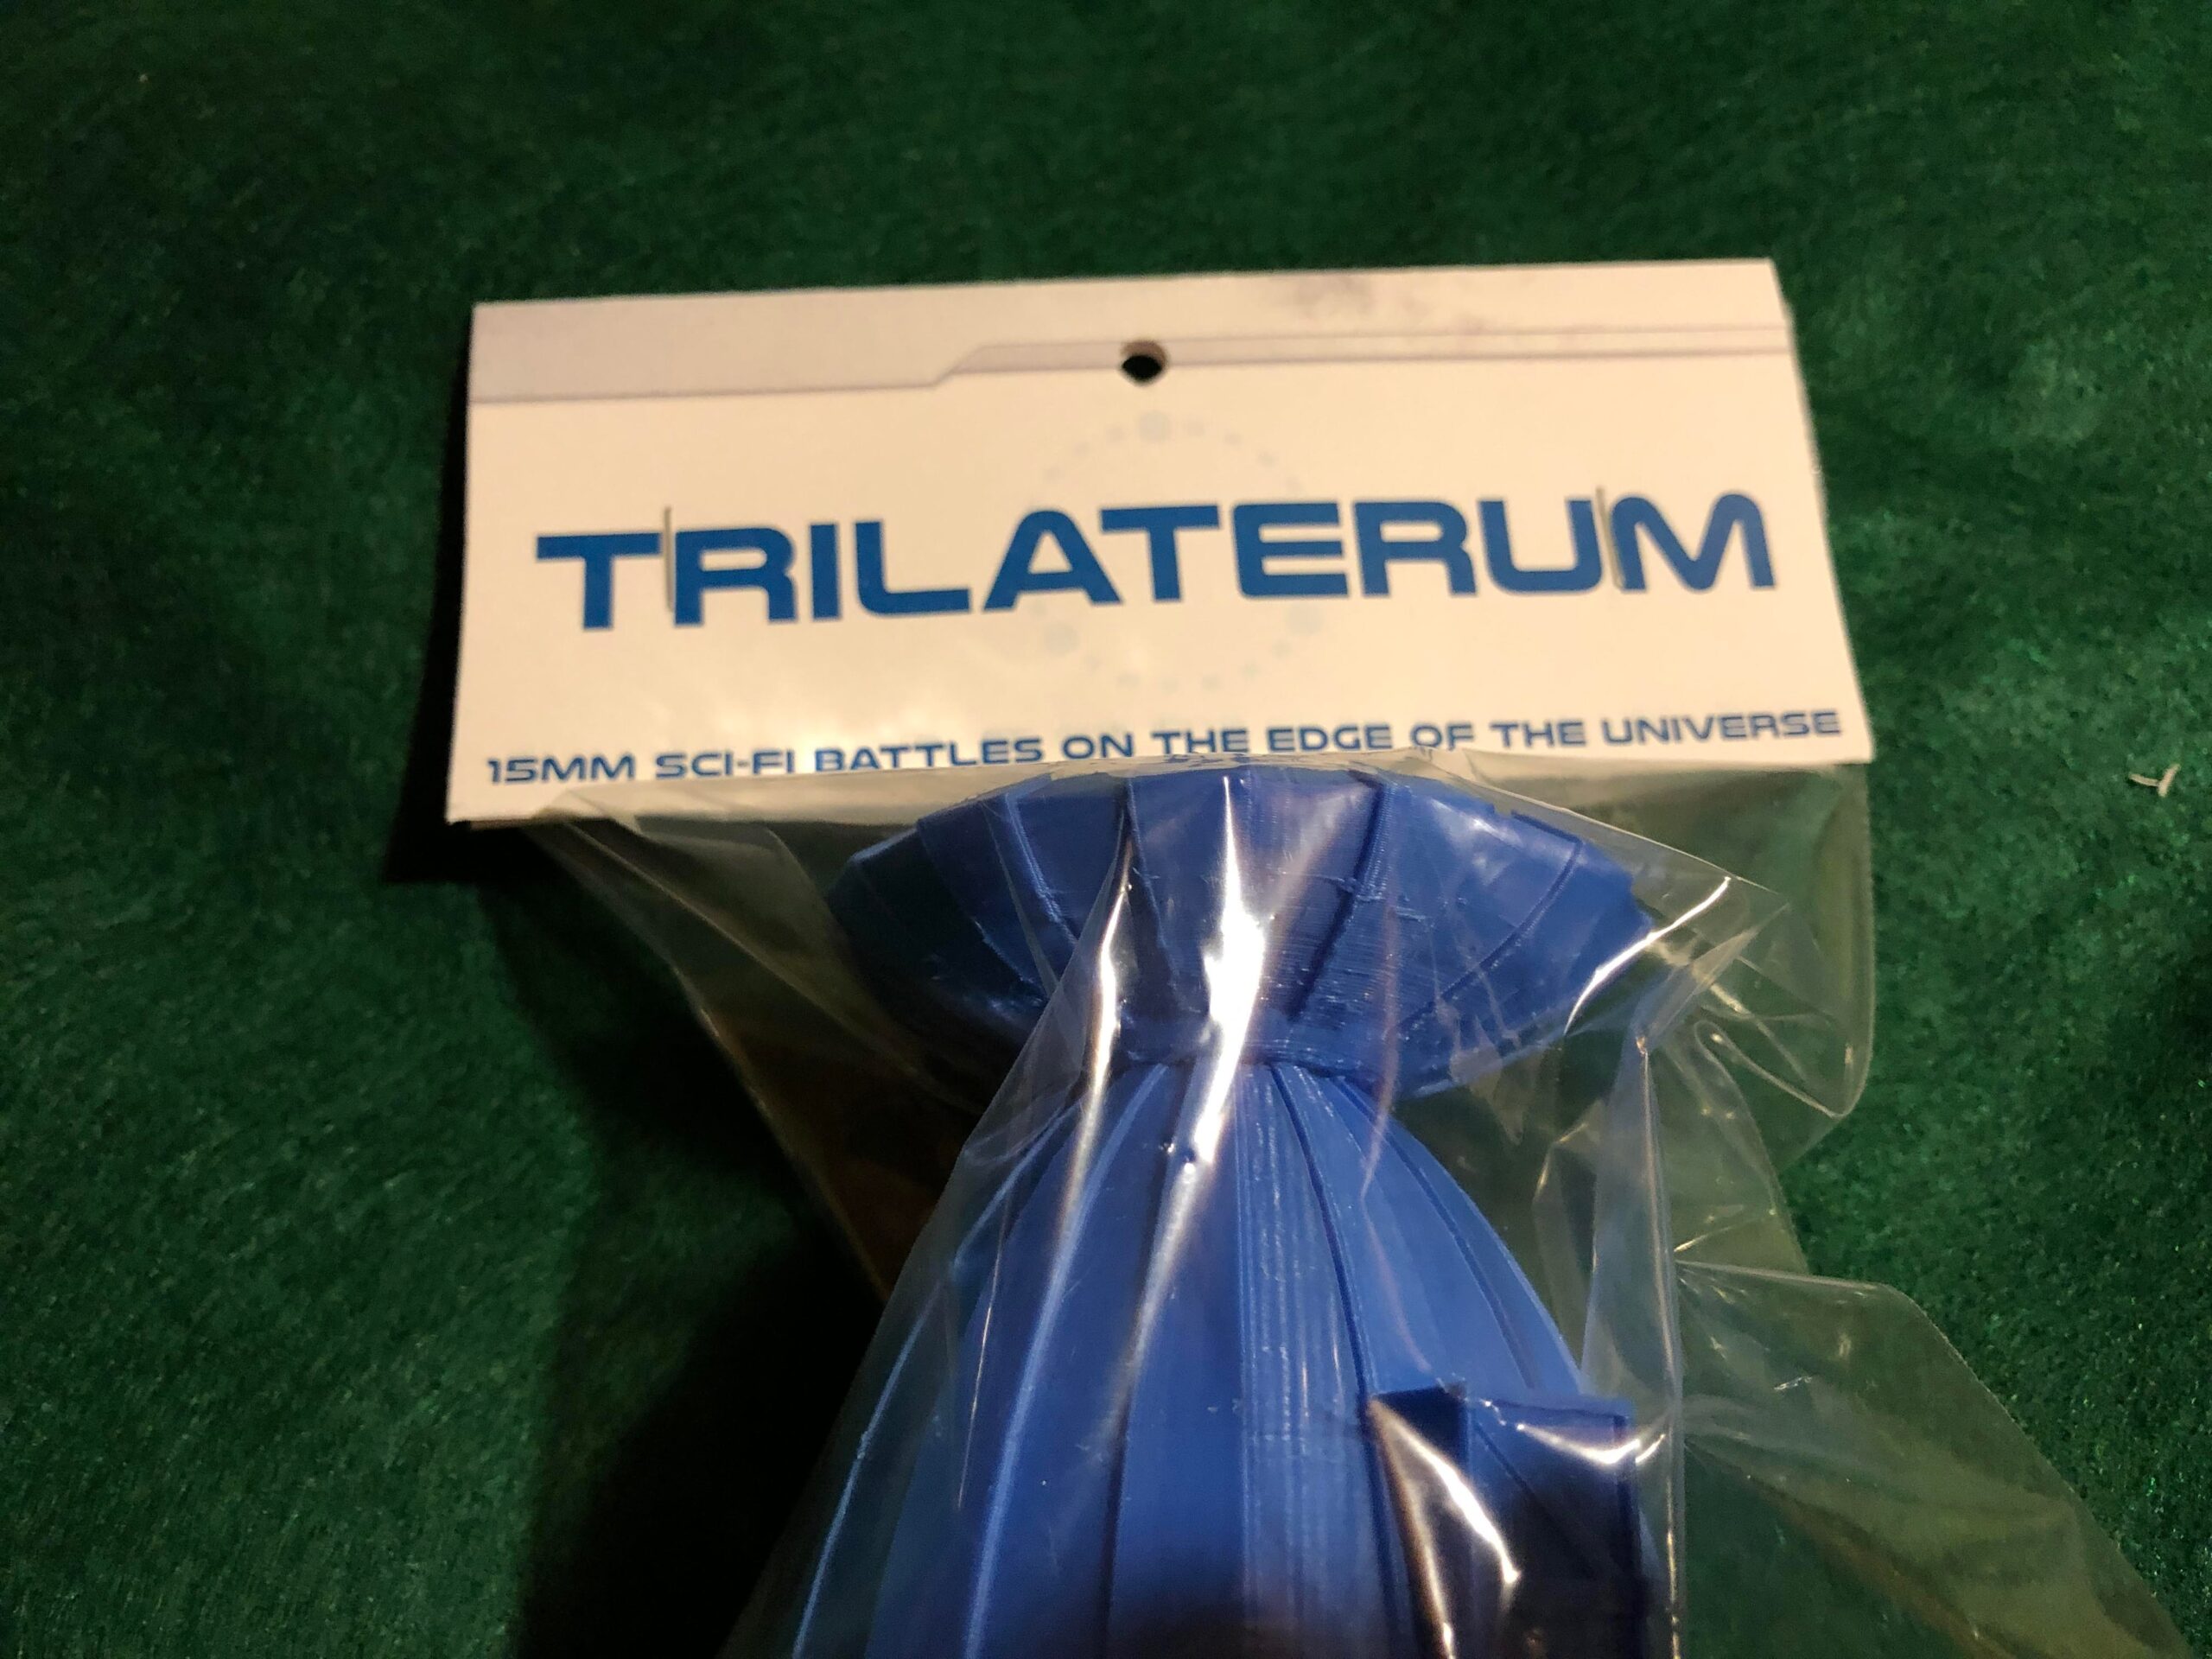 TRILATERUM
15MM SCI-FI BATTLES ON THE EDGE OF THE UNIVERSE